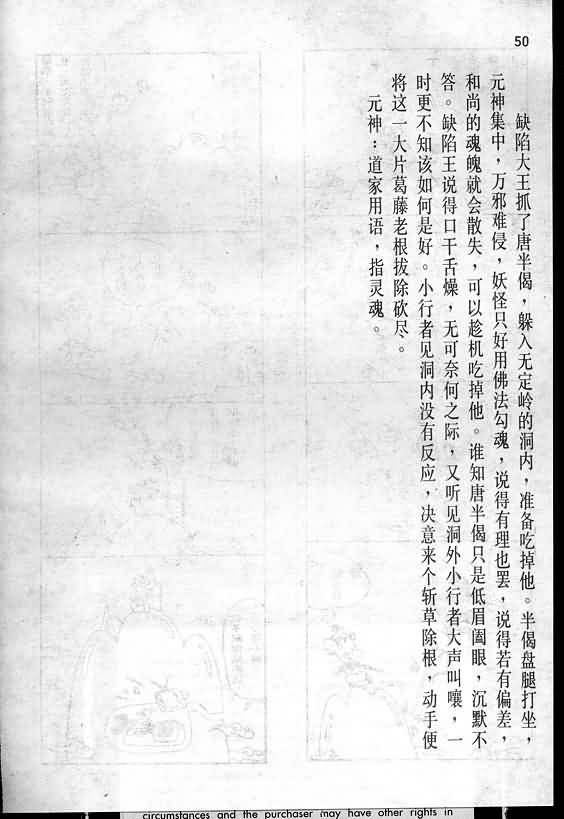 50
缺陷大王抓了唐半偈，躲入无定岭的洞内，准备吃掉他。半偈盘腿打坐，
元神集中，万邪难侵，妖怪只好用佛法勾魂，说得有理也罢，说得若有偏差，
和尚的魂魄就会散失，可以趁机吃掉他。谁知唐半偈只是低眉阖眼，沉默不
答。缺陷王说得口干舌燥，无可奈何之际，又听见洞外小行者大声叫嚷，一
时更不知该如何是好。小行者见洞内没有反应，决意来个斩草除根，动手便
将这一大片葛藤老根拔除砍尽。
元神：道家用语，指灵魂。
circumstances and the purchaser may have other rights in